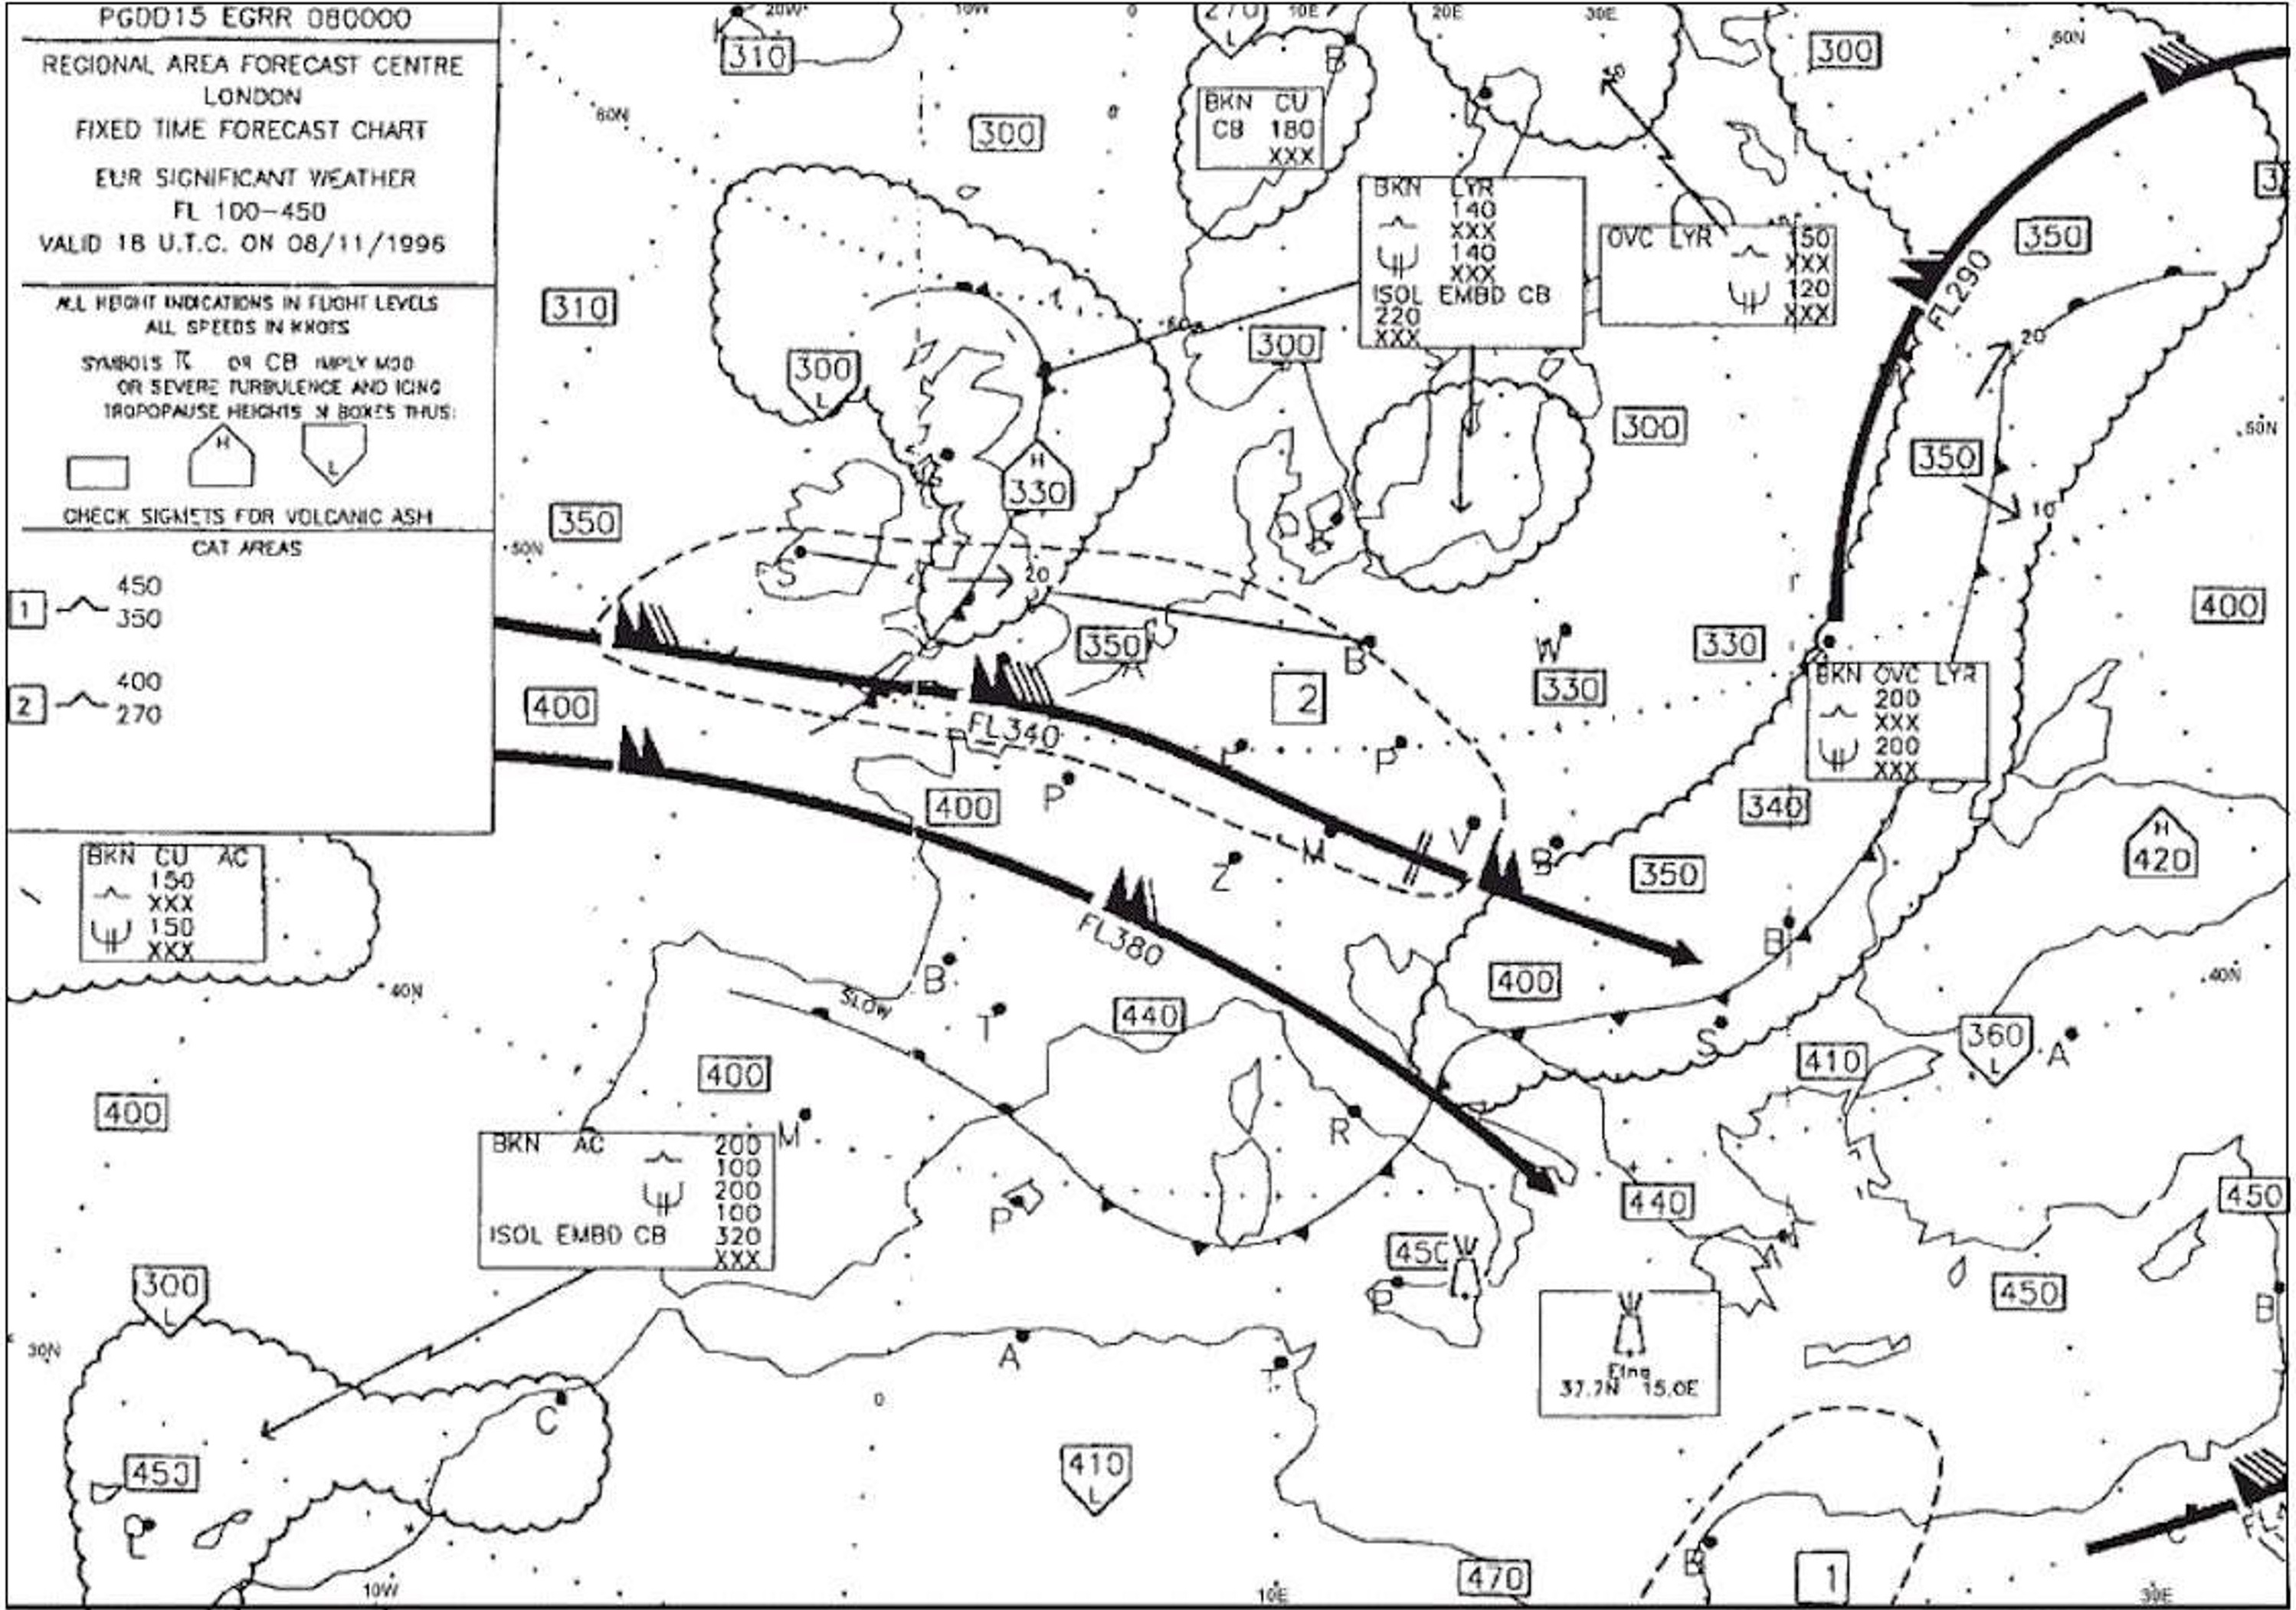 PGDD15 EGRR 080000
REGIONAL AREA FORECAST CENTRE
LONDON
FIXED TIME FORECAST CHART
EUR SIGNIFICANT WEATHER
FL 100-450
VALID 18 U.T.C. ON 08/11/1996
ALL HEIGHT INDICATIONS IN FLIGHT LEVELS
ALL SPEEDS IN KNOTS
SYMBOLS OR CB IMPLY MOD
OR SEVERE TURBULENCE AND ICING
TROPOPAUSE HEIGHTS IN BOXES THUS:
H
L
CHECK SIGMETS FOR VOLCANIC ASH
CAT AREAS
1 450
350
2 400
270
20W
10W
0
10E
20E
30E
60N
K
310
270
L
B
300
300
60N
BKN CU
CB 180
XXX
BKN LYR
140
XXX
140
XXX
ISOL EMBD CB
220
XXX
10
OVC LYR 150
XXX
120
XXX
350
FL290
310
300
L
300
300
20
50N
350
10
H
330
350
50N
S
20
400
350
B
W
330
330
2
BKN OVC LYR
200
XXX
200
XXX
400
FL340
P
F
P
400
340
H
420
M
V
B
Z
350
BKN CU AC
150
XXX
150
XXX
FL380
B
40N
B
400
40N
SLOW
T
440
S
360
L
A
410
400
400
M
R
BKN AC 200
100
200
100
ISOL EMBD CB 320
XXX
P
440
450
300
L
450
P
450
B
30N
A
T
Etna
37.7N 15.0E
C
0
450
410
L
470
B
1
C
10W
10E
30E